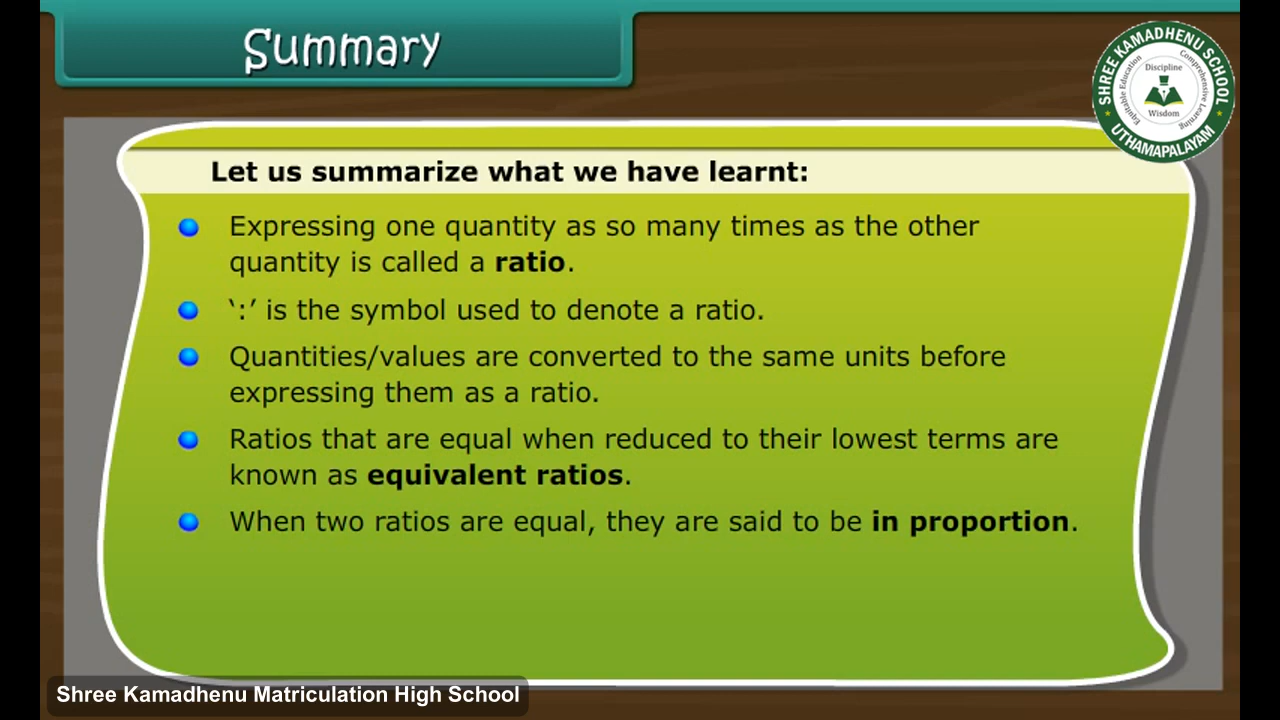 Summary
SHREE KAMADHENU SCHOOL
Equitable Education
Discipline
Comprehensive Learning
Wisdom
UTHAMAPALAYAM
Let us summarize what we have learnt:
Expressing one quantity as so many times as the other
quantity is called a ratio.
‘:’ is the symbol used to denote a ratio.
Quantities/values are converted to the same units before
expressing them as a ratio.
Ratios that are equal when reduced to their lowest terms are
known as equivalent ratios.
When two ratios are equal, they are said to be in proportion.
Shree Kamadhenu Matriculation High School